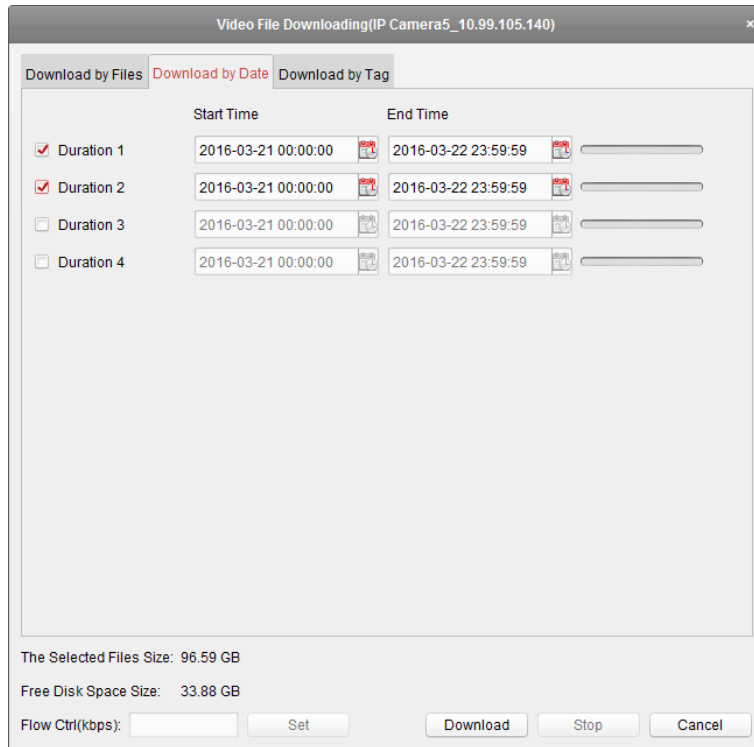 Video File Downloading(IP Camera5_10.99.105.140) ×
Download by Files Download by Date Download by Tag
Start Time End Time
Duration 1 2016-03-21 00:00:00 2016-03-22 23:59:59
Duration 2 2016-03-21 00:00:00 2016-03-22 23:59:59
Duration 3 2016-03-21 00:00:00 2016-03-22 23:59:59
Duration 4 2016-03-21 00:00:00 2016-03-22 23:59:59
The Selected Files Size: 96.59 GB
Free Disk Space Size: 33.88 GB
Flow Ctrl(kbps): Set Download Stop Cancel